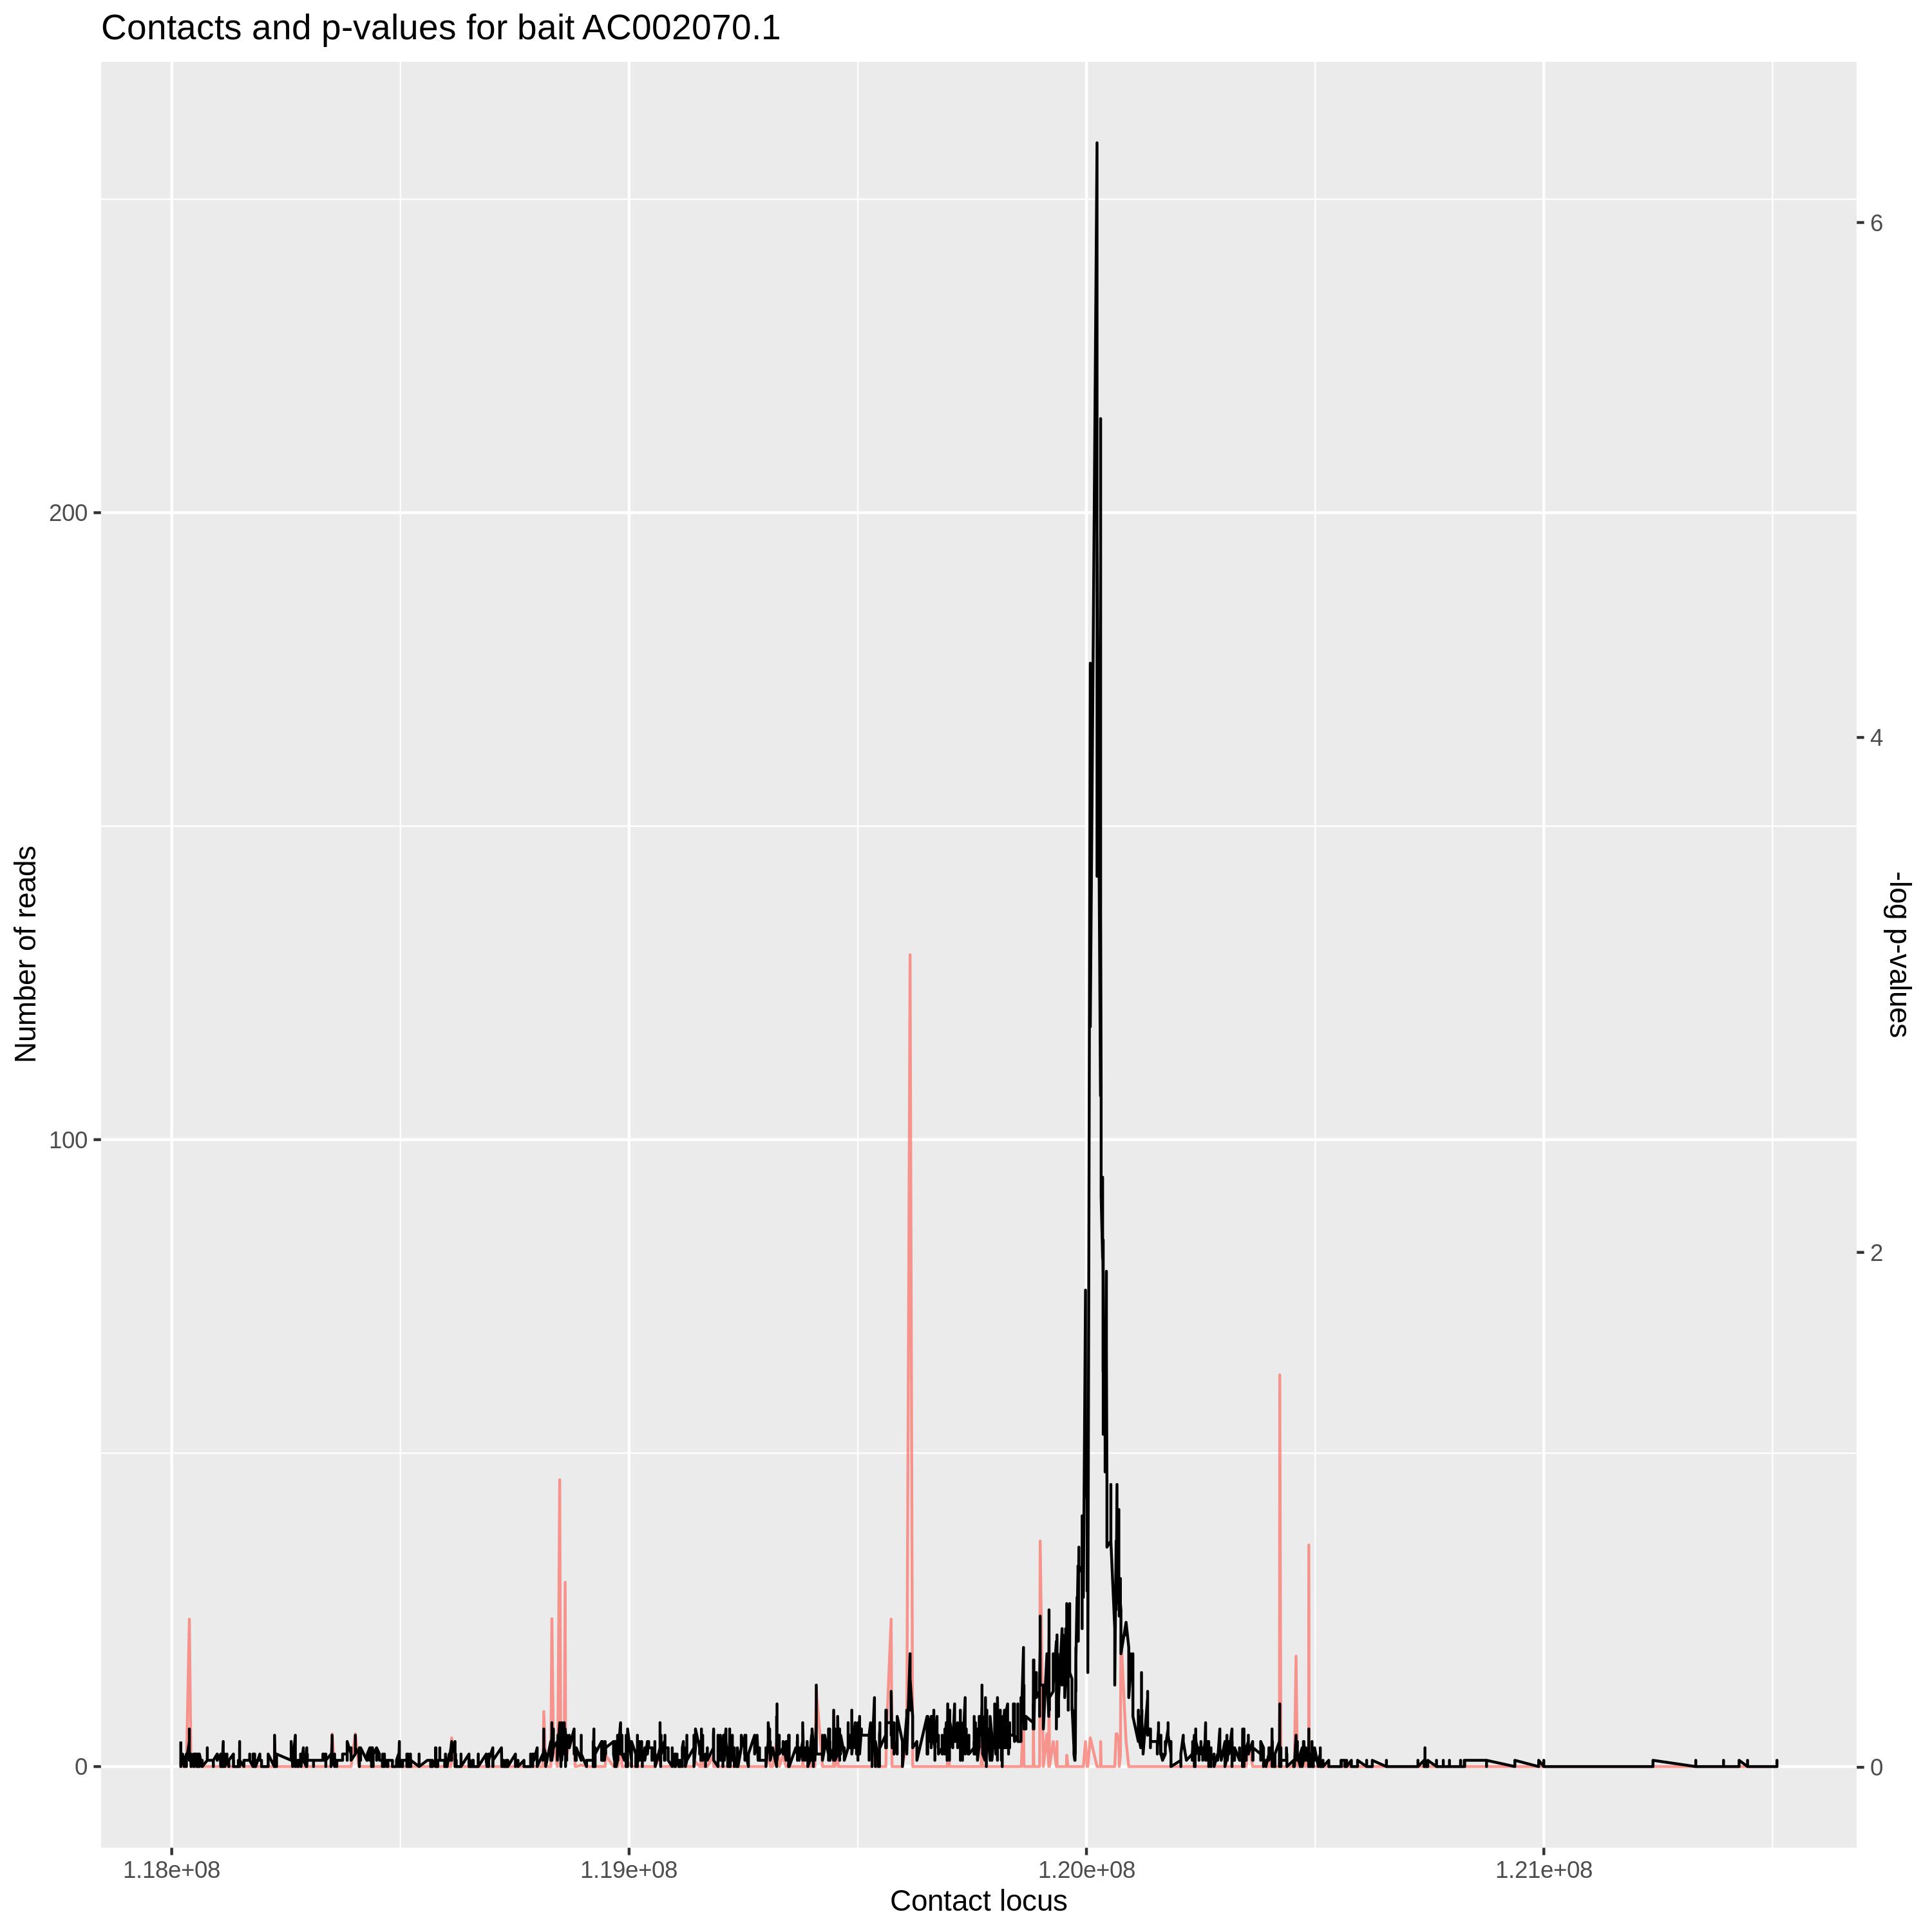 Contacts and p-values for bait AC002070.1
Number of reads
200
100
0
6
4
2
0
-log p-values
1.18e+08 1.19e+08 1.20e+08 1.21e+08
Contact locus